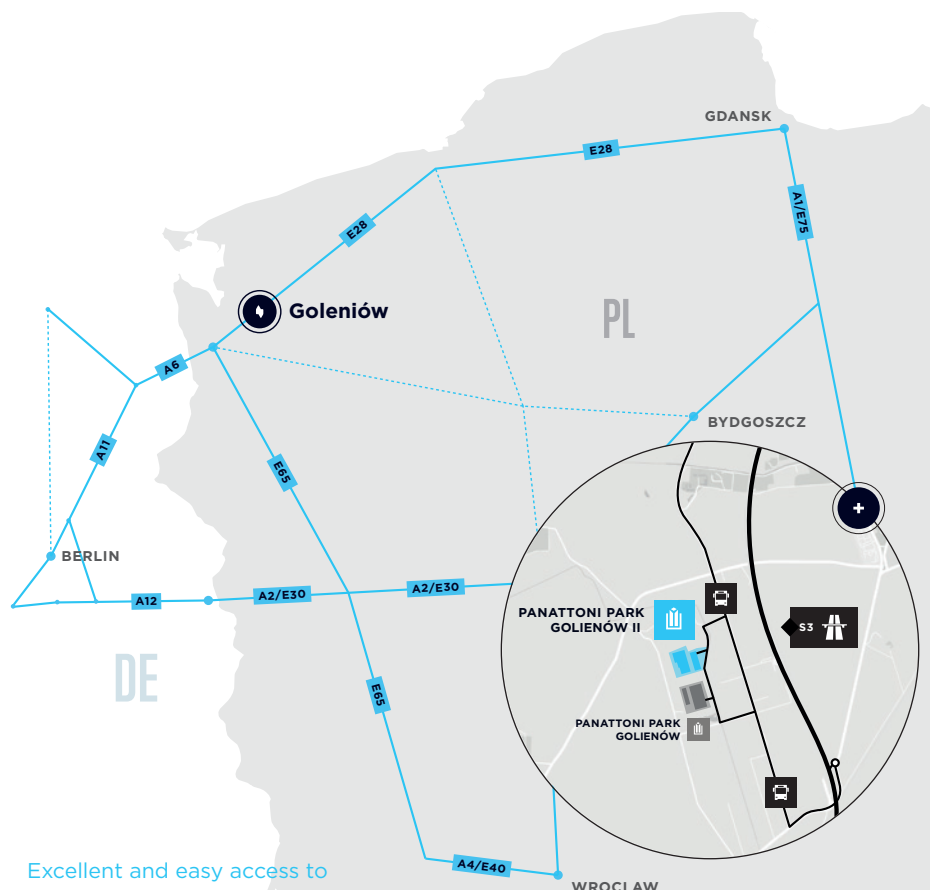 GDANSK
E28
A1/E75
E28
Goleniów
PL
A6
BYDGOSZCZ
A11
E65
BERLIN
A12
A2/E30
A2/E30
PANATTONI PARK
GOLIENÓW II
S3
DE
E65
PANATTONI PARK
GOLIENÓW
A4/E40
Excellent and easy access to
WROCLAW